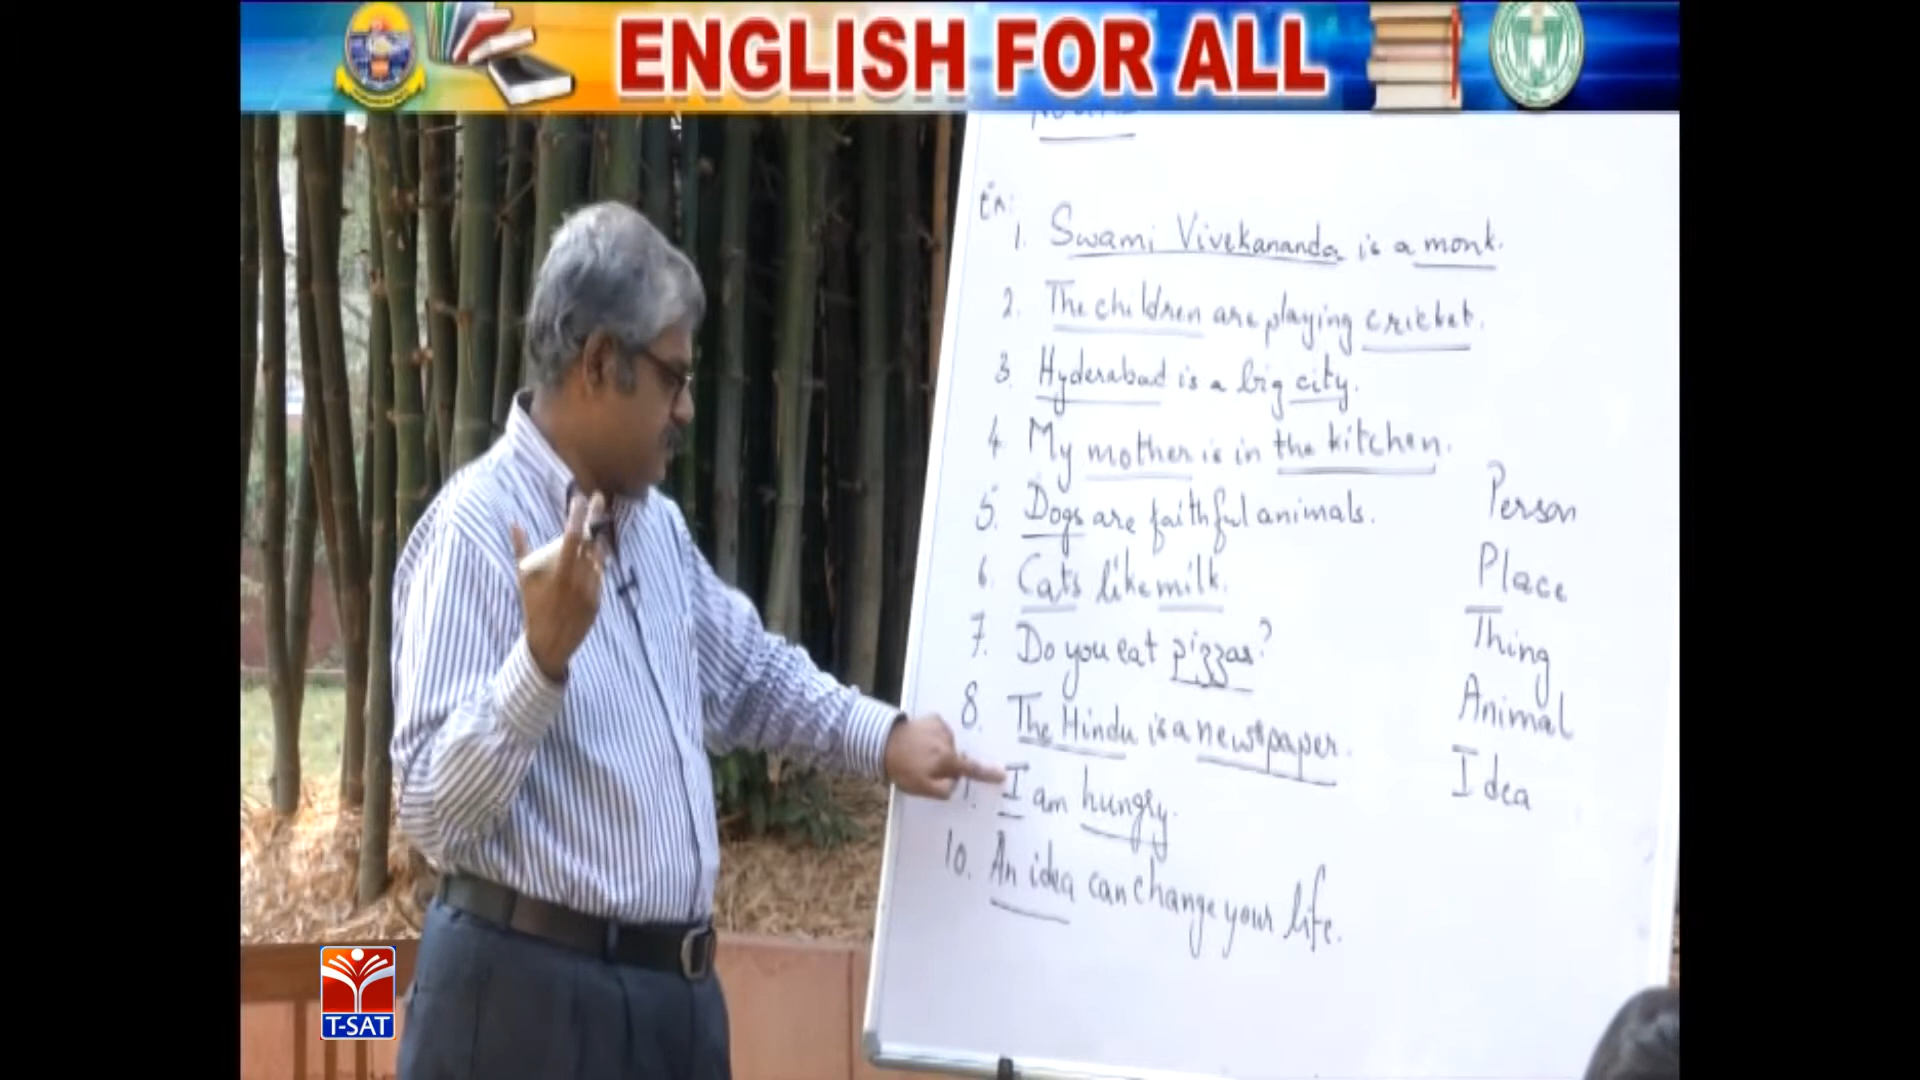 ENGLISH FOR ALL
Ex:
1. Swami Vivekananda is a monk.
2. The children are playing cricket.
3. Hyderabad is a big city.
4. My mother is in the kitchen.
5. Dogs are faithful animals.
6. Cats like milk.
7. Do you eat pizzas?
8. The Hindu is a newspaper.
9. I am hungry.
10. An idea can change your life.
Person
Place
Thing
Animal
Idea
T-SAT